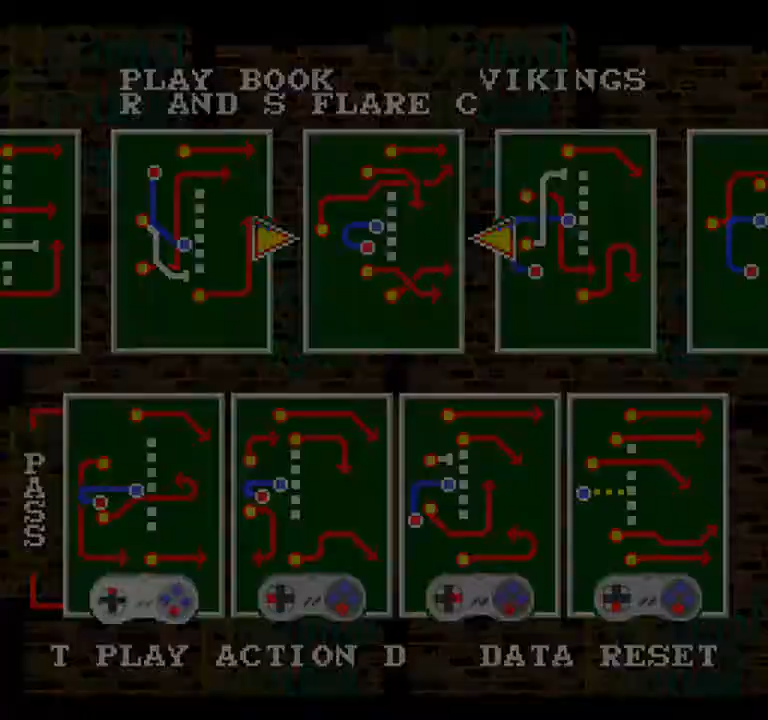 PLAY BOOK VIKINGS
R AND S FLARE C
PASS
T PLAY ACTION D DATA RESET